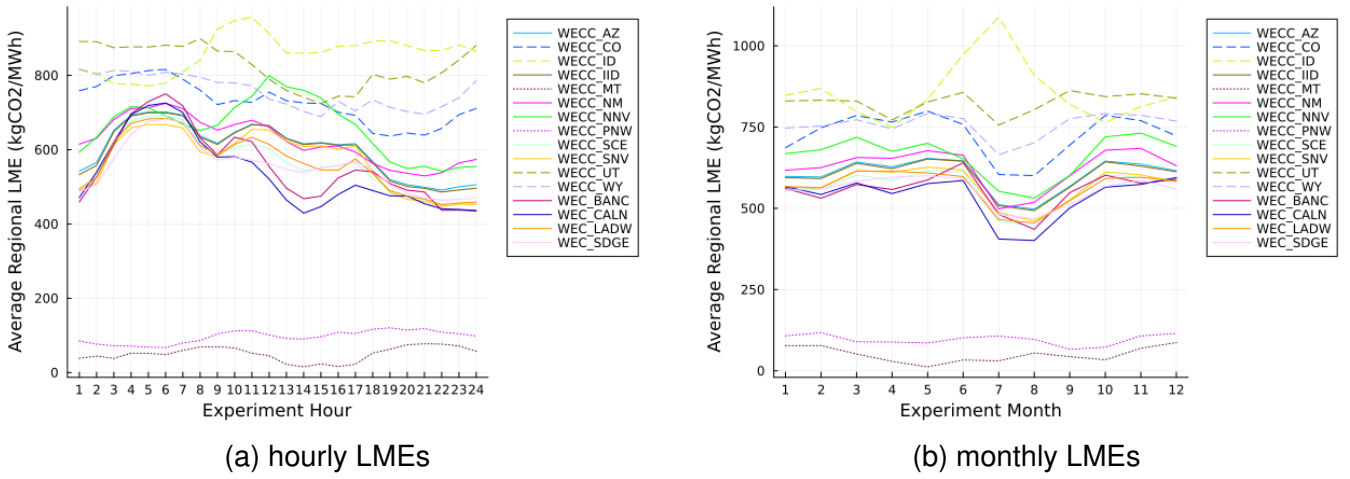 Average Regional LME (kgCO2/MWh)
800
600
400
200
0
1 2 3 4 5 6 7 8 9 10 11 12 13 14 15 16 17 18 19 20 21 22 23 24
Experiment Hour
WECC_AZ
WECC_CO
WECC_ID
WECC_IID
WECC_MT
WECC_NM
WECC_NNV
WECC_PNW
WECC_SCE
WECC_SNV
WECC_UT
WECC_WY
WEC_BANC
WEC_CALN
WEC_LADW
WEC_SDGE
(a) hourly LMEs
Average Regional LME (kgCO2/MWh)
1000
750
500
250
0
1 2 3 4 5 6 7 8 9 10 11 12
Experiment Month
WECC_AZ
WECC_CO
WECC_ID
WECC_IID
WECC_MT
WECC_NM
WECC_NNV
WECC_PNW
WECC_SCE
WECC_SNV
WECC_UT
WECC_WY
WEC_BANC
WEC_CALN
WEC_LADW
WEC_SDGE
(b) monthly LMEs